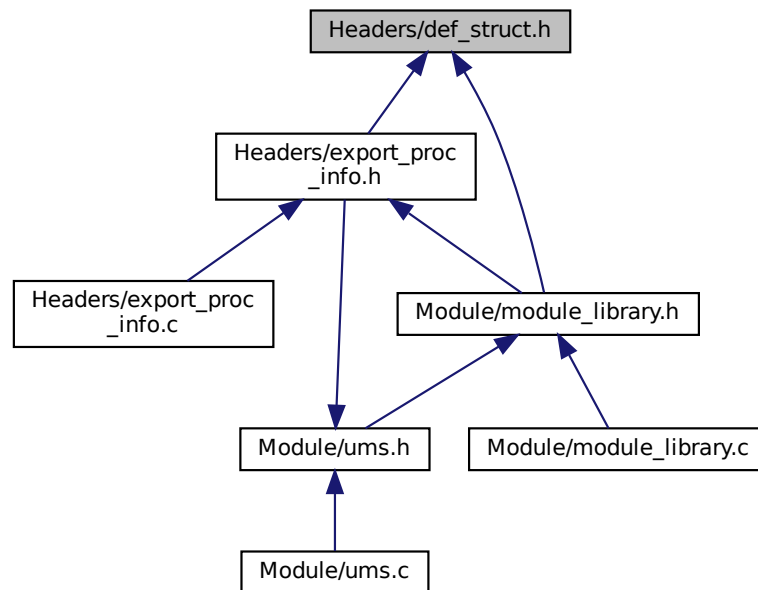 Headers/def_struct.h
Headers/export_proc
_info.h
Headers/export_proc
_info.c
Module/module_library.h
Module/ums.h
Module/module_library.c
Module/ums.c